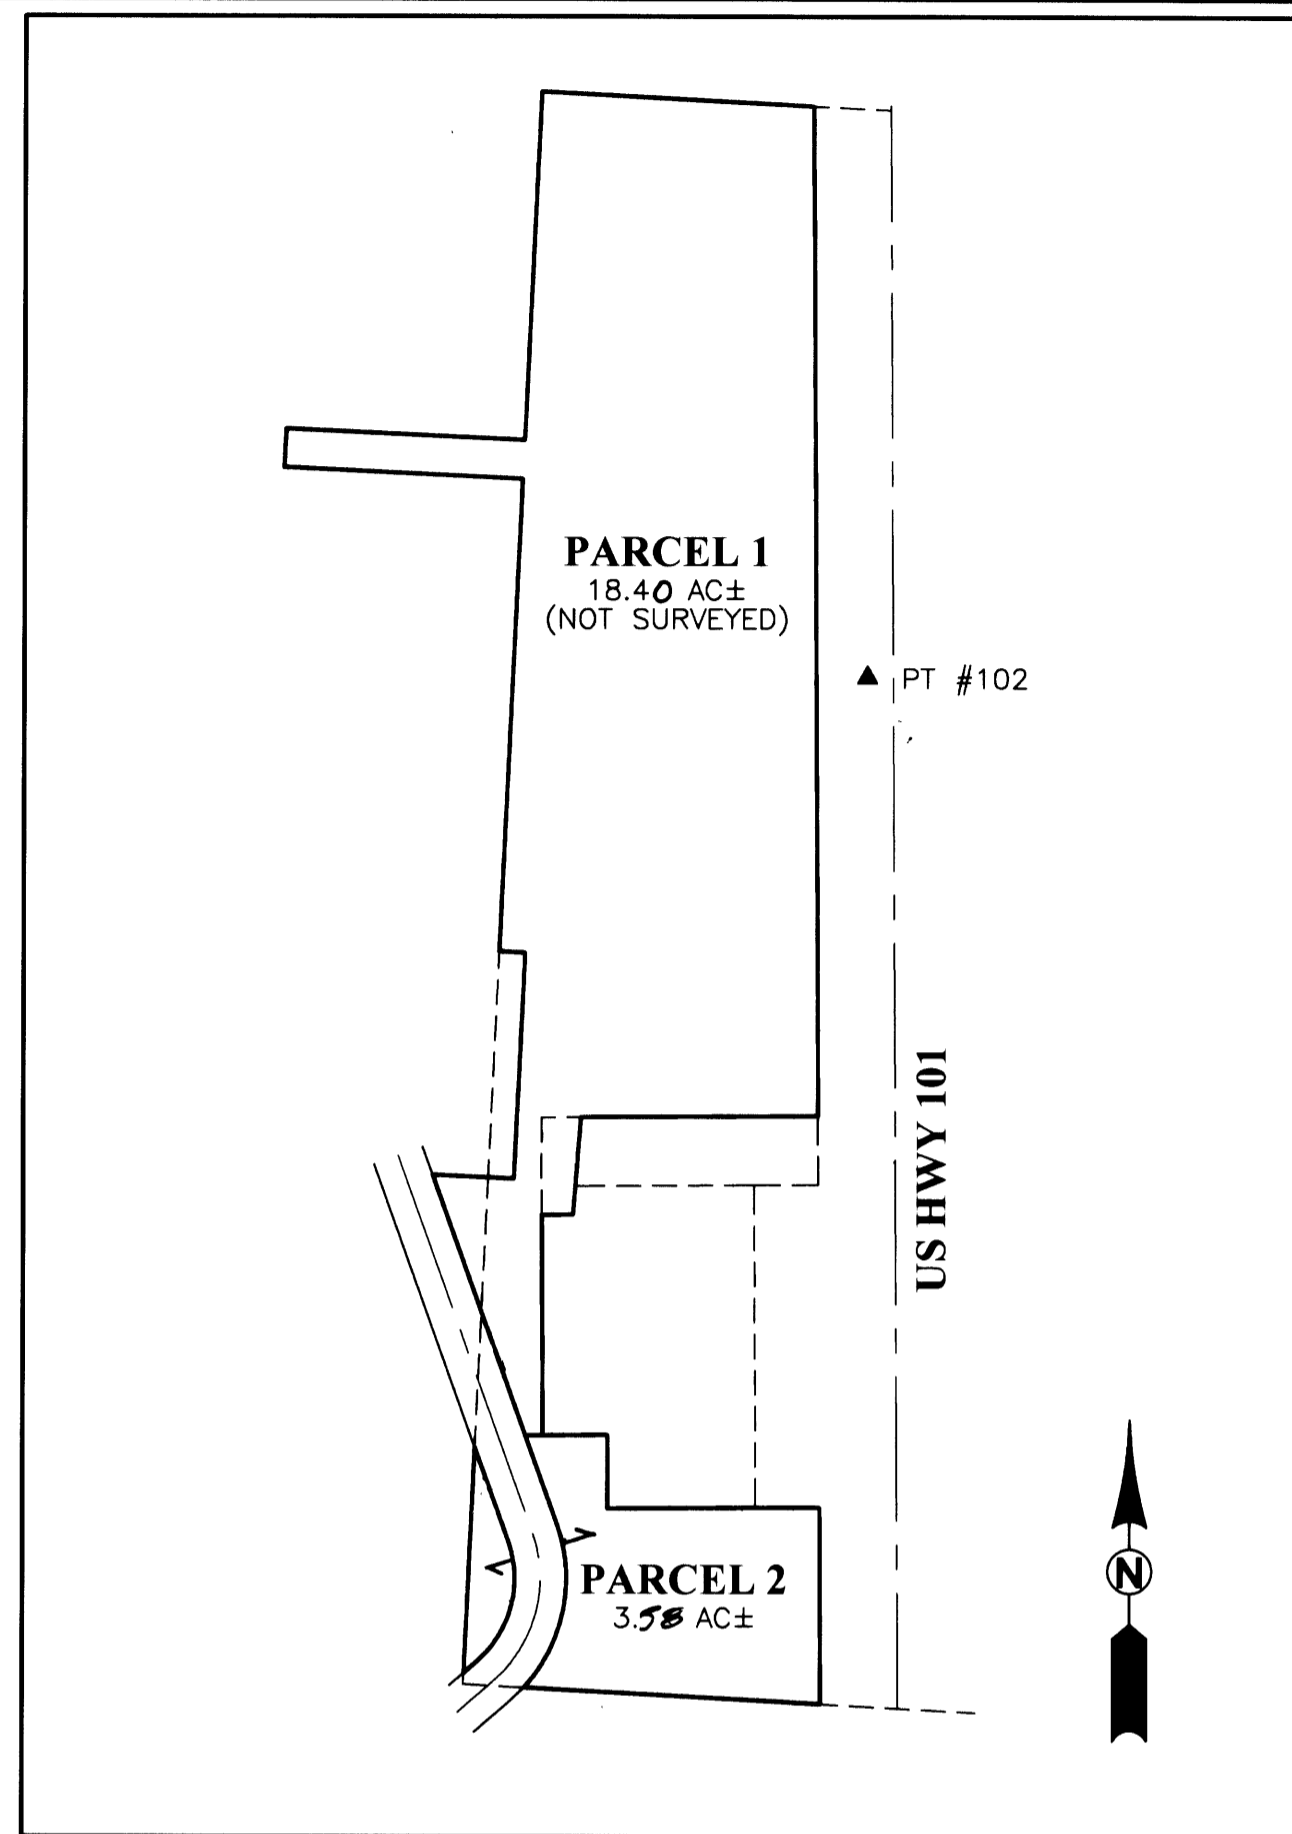 PARCEL 1
18.40 AC±
(NOT SURVEYED)
PT #102
US HWY 101
N
PARCEL 2
3.58 AC±